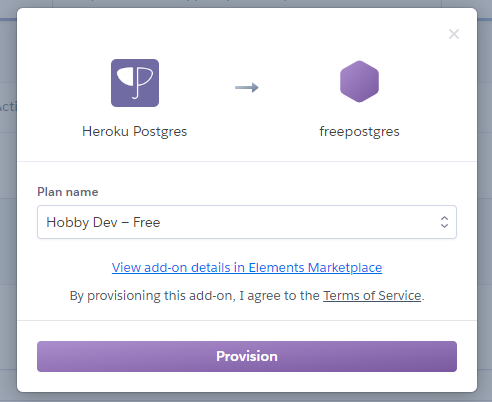 Heroku Postgres
freepostgres
Plan name
Hobby Dev – Free
View add-on details in Elements Marketplace
By provisioning this add-on, I agree to the Terms of Service.
Provision